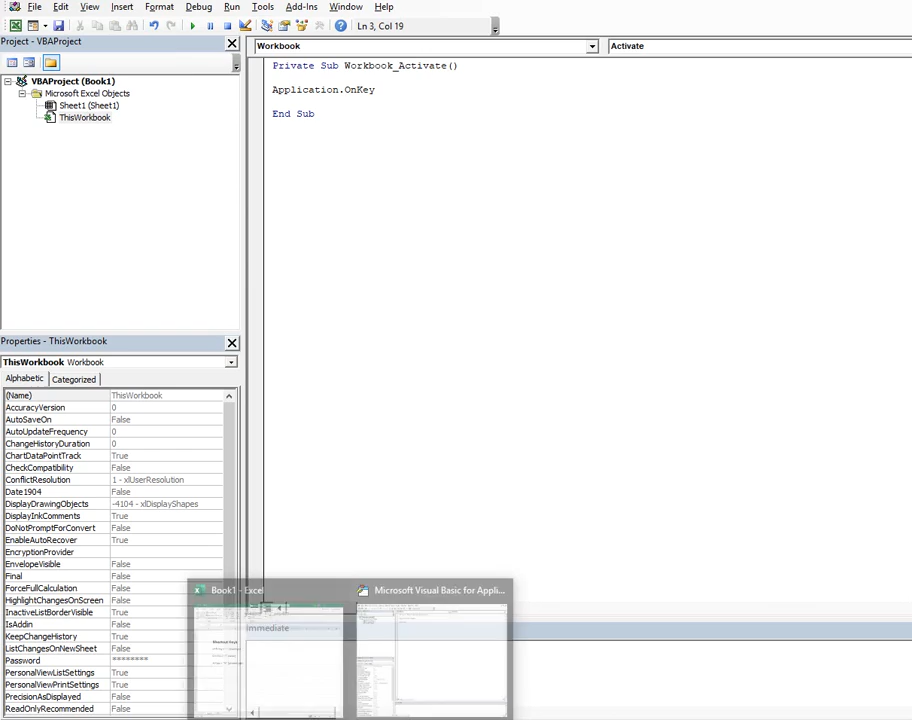 File Edit View Insert Format Debug Run Tools Add-Ins Window Help
Ln 3, Col 19
Project - VBAProject
VBAProject (Book1)
Microsoft Excel Objects
Sheet1 (Sheet1)
ThisWorkbook
Workbook
Activate
Private Sub Workbook_Activate()
Application.OnKey
End Sub
Properties - ThisWorkbook
ThisWorkbook Workbook
Alphabetic Categorized
(Name) ThisWorkbook
AccuracyVersion 0
AutoSaveOn False
AutoUpdateFrequency 0
ChangeHistoryDuration 0
ChartDataPointTrack True
CheckCompatibility False
ConflictResolution 1 - xlUserResolution
Date1904 False
DisplayDrawingObjects -4104 - xlDisplayShapes
DisplayInkComments True
DoNotPromptForConvert False
EnableAutoRecover True
EncryptionProvider
EnvelopeVisible False
Final False
ForceFullCalculation False
HighlightChangesOnScreen False
InactiveListBorderVisible True
IsAddin False
KeepChangeHistory True
ListChangesOnNewSheet False
Password ********
PersonalViewListSettings True
PersonalViewPrintSettings True
PrecisionAsDisplayed False
ReadOnlyRecommended False
Book1 - Excel
Microsoft Visual Basic for Appli...
Immediate